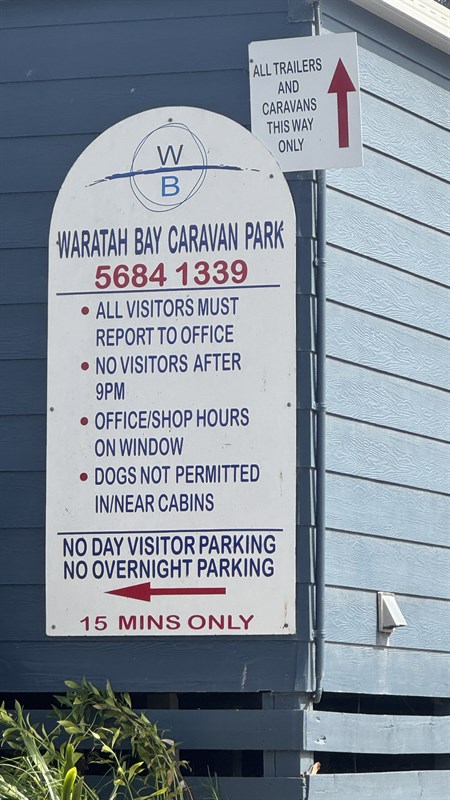 ALL TRAILERS
AND
CARAVANS
THIS WAY
ONLY
W
B
WARATAH BAY CARAVAN PARK
5684 1339
• ALL VISITORS MUST
REPORT TO OFFICE
• NO VISITORS AFTER
9PM
• OFFICE/SHOP HOURS
ON WINDOW
• DOGS NOT PERMITTED
IN/NEAR CABINS
NO DAY VISITOR PARKING
NO OVERNIGHT PARKING
15 MINS ONLY